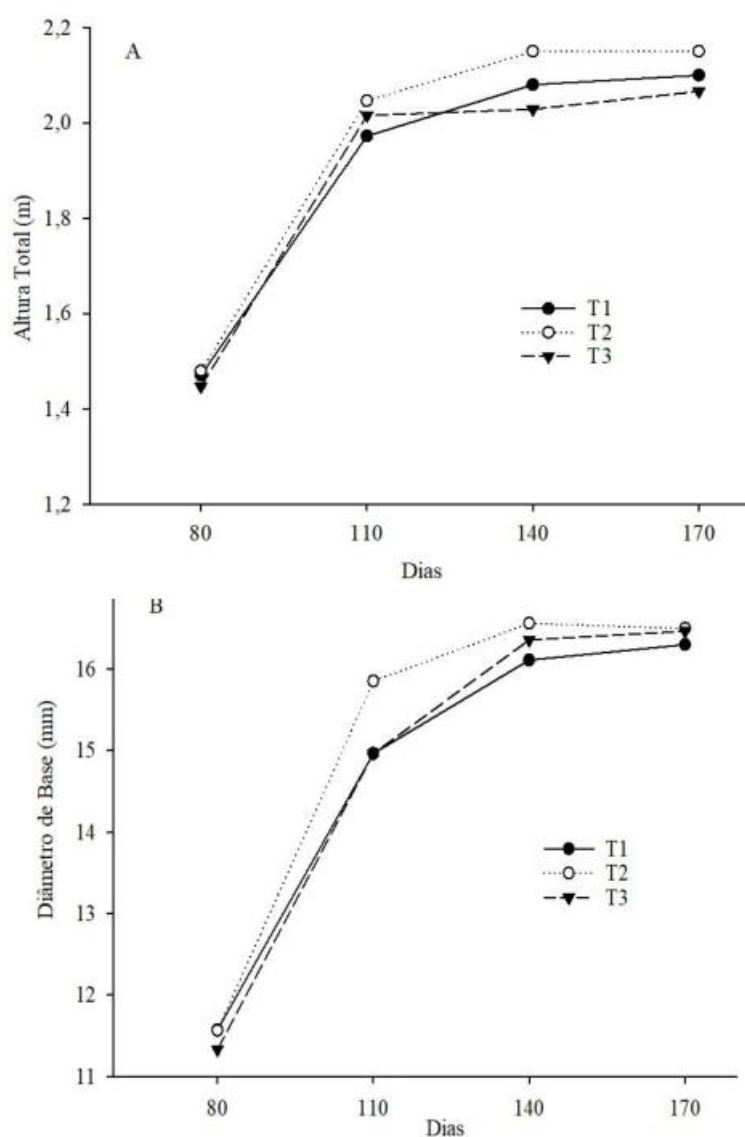 A
2,2
2,0
1,8
1,6
1,4
1,2
Altura Total (m)
T1
T2
T3
80 110 140 170
Dias
B
16
15
14
13
12
11
Diâmetro de Base (mm)
T1
T2
T3
80 110 140 170
Dias